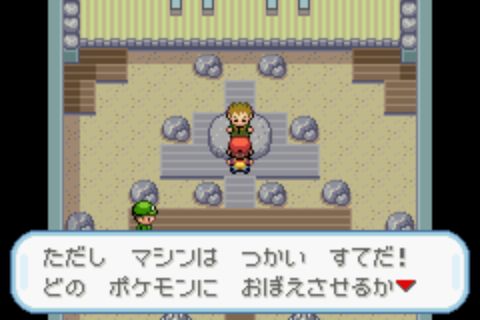 ただし　マシンは　つかい　すてだ！
どの　ポケモンに　おぼえさせるか